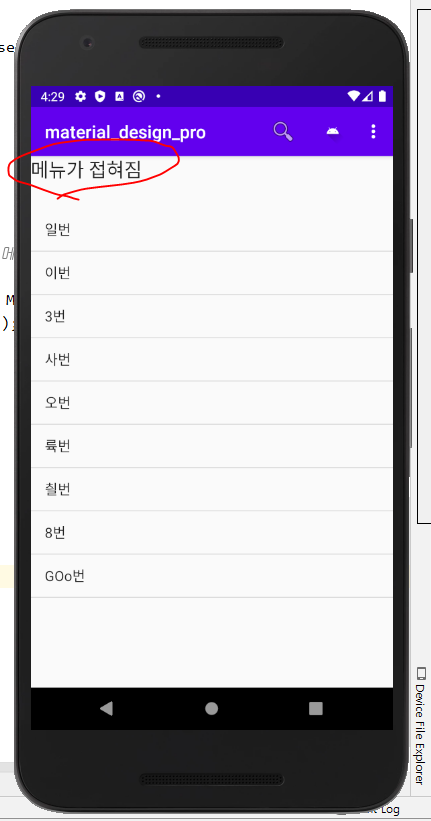 se
4:29
material_design_pro
메뉴가 접혀짐
일번
이번
메
M
3번
);
사번
오번
륙번
칠번
8번
GOo번
Device File Explorer
Log